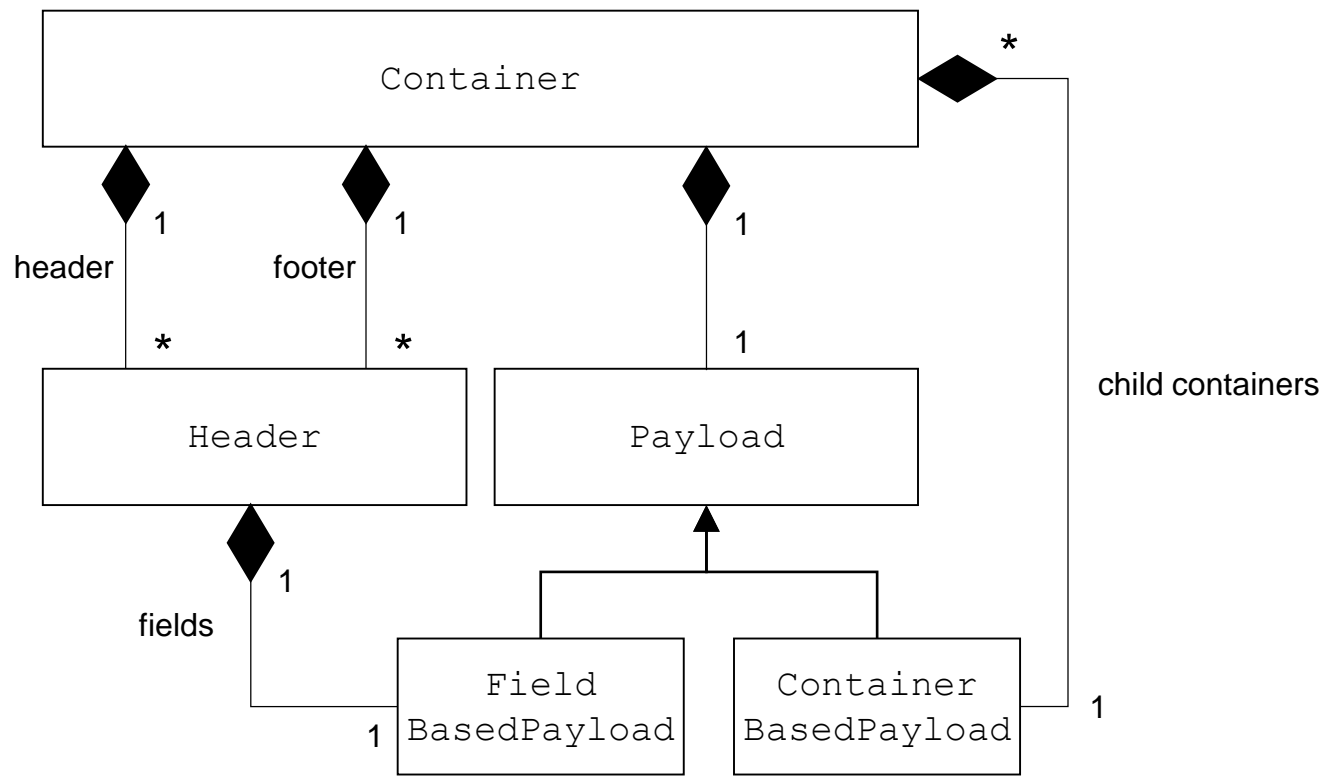 Container
*
1
1
1
header
footer
*
*
1
child containers
Header
Payload
1
fields
Field
BasedPayload
Container
BasedPayload
1
1